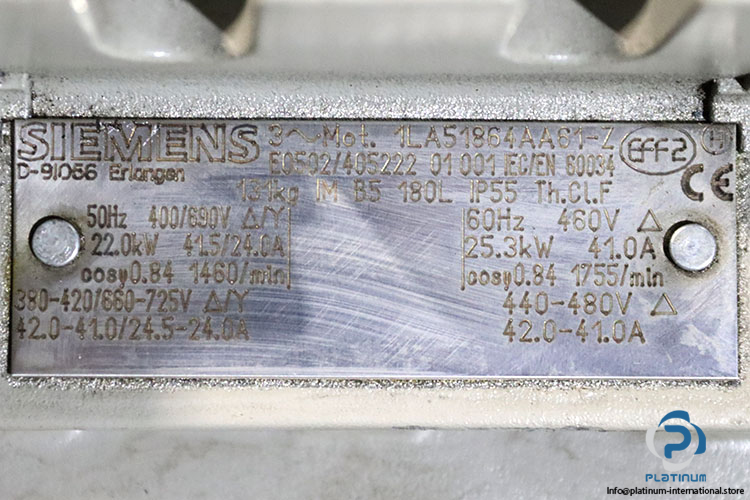 SIEMENS 3~Mot. 1LA51864AA61-Z EFF2
D-91056 Erlangen E0502/405222 01 001 IEC/EN 60034
131kg IM B5 180L IP55 Th.Cl.F CE
50Hz 400/690V Δ/Y
22.0kW 41.5/24.0A
cosφ0.84 1460/min
380-420/660-725V Δ/Y
42.0-41.0/24.5-24.0A
60Hz 460V Δ
25.3kW 41.0A
cosφ0.84 1755/min
440-480V Δ
42.0-41.0A
PLATINUM
Info@platinum-international.store